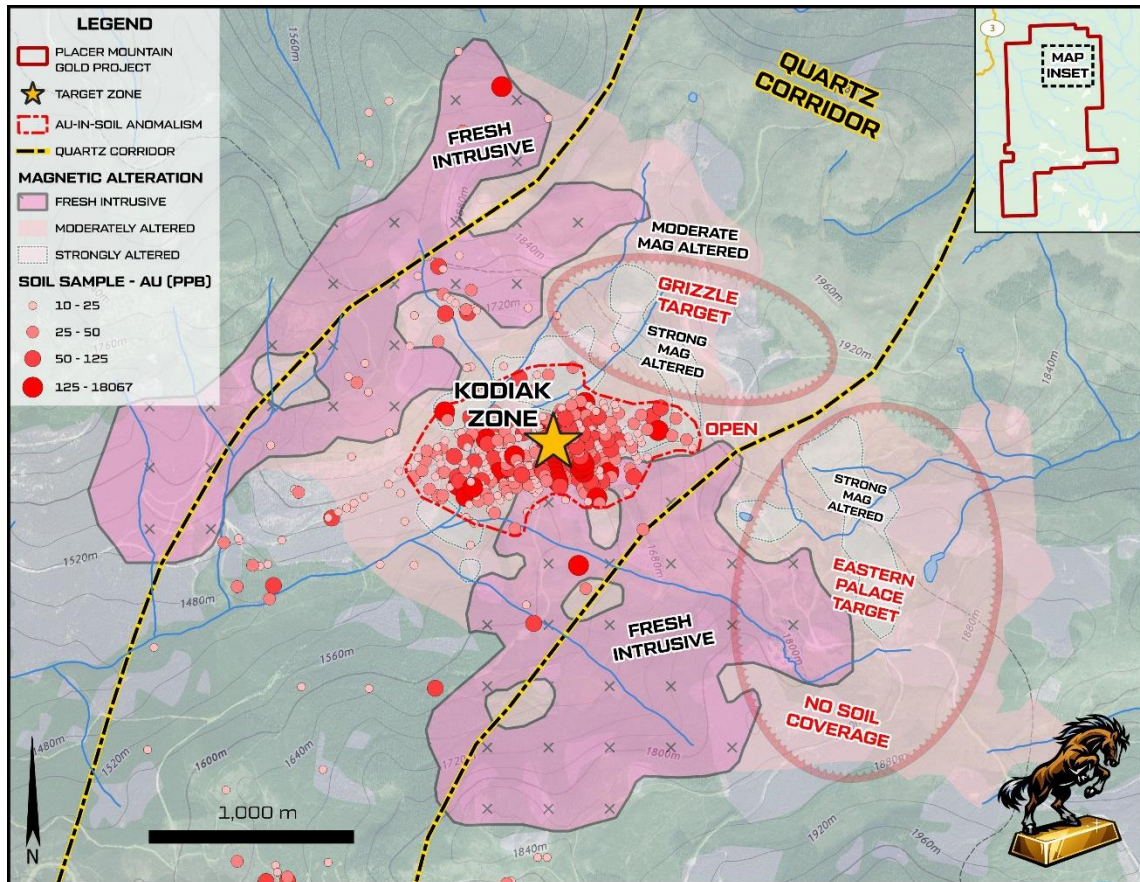 LEGEND
PLACER MOUNTAIN
GOLD PROJECT
TARGET ZONE
AU-IN-SOIL ANOMALISM
QUARTZ CORRIDOR
MAGNETIC ALTERATION
FRESH INTRUSIVE
MODERATELY ALTERED
STRONGLY ALTERED
SOIL SAMPLE - AU (PPB)
10 - 25
25 - 50
50 - 125
125 - 18067
1560m
QUARTZ
CORRIDOR
3
MAP
INSET
FRESH
INTRUSIVE
1840m
MODERATE
MAG ALTERED
1720m
GRIZZLE
TARGET
1960m
STRONG
MAG
ALTERED
1920m
1760m
1840m
KODIAK
ZONE
OPEN
STRONG
MAG
ALTERED
1520m
1680m
EASTERN
PALACE
TARGET
1480m
1880m
FRESH
INTRUSIVE
1800m
1560m
NO SOIL
COVERAGE
1480m
1520m
1600m
1640m
1720m
1800m
1880m
1,000 m
1920m
1960m
1840m
N